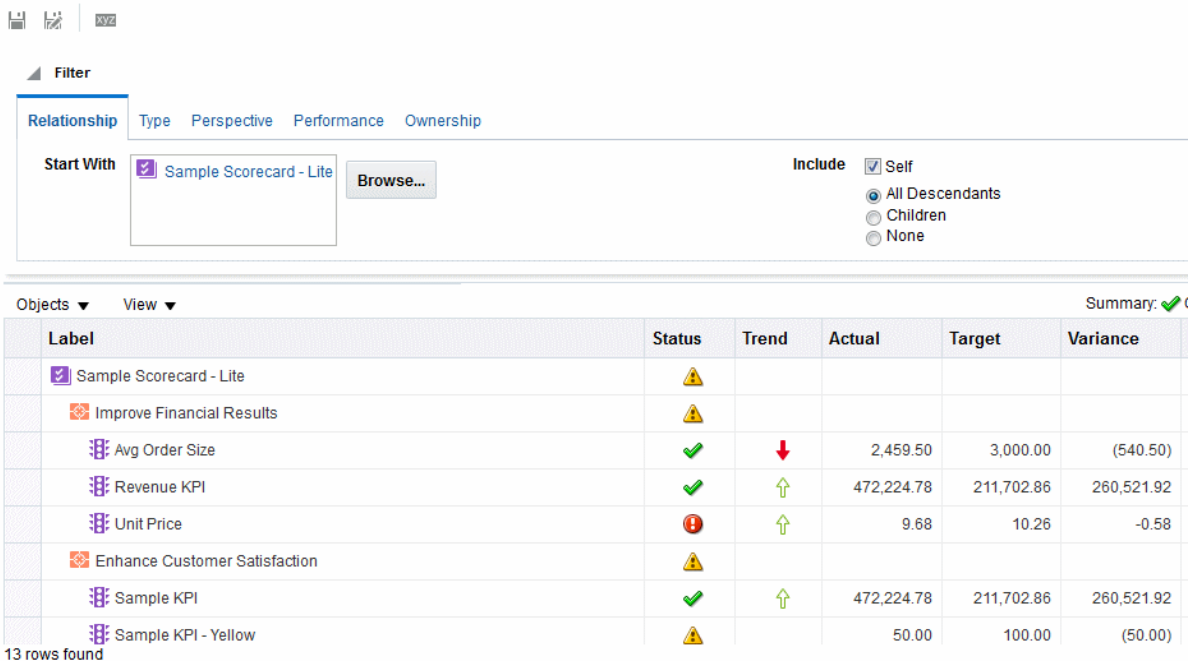 xyz
Filter
Relationship Type Perspective Performance Ownership
Start With Sample Scorecard - Lite Browse... Include Self
All Descendants
Children
None
Objects View Summary:
Label Status Trend Actual Target Variance
Sample Scorecard - Lite
Improve Financial Results
Avg Order Size 2,459.50 3,000.00 (540.50)
Revenue KPI 472,224.78 211,702.86 260,521.92
Unit Price 9.68 10.26 -0.58
Enhance Customer Satisfaction
Sample KPI 472,224.78 211,702.86 260,521.92
Sample KPI - Yellow 50.00 100.00 (50.00)
13 rows found